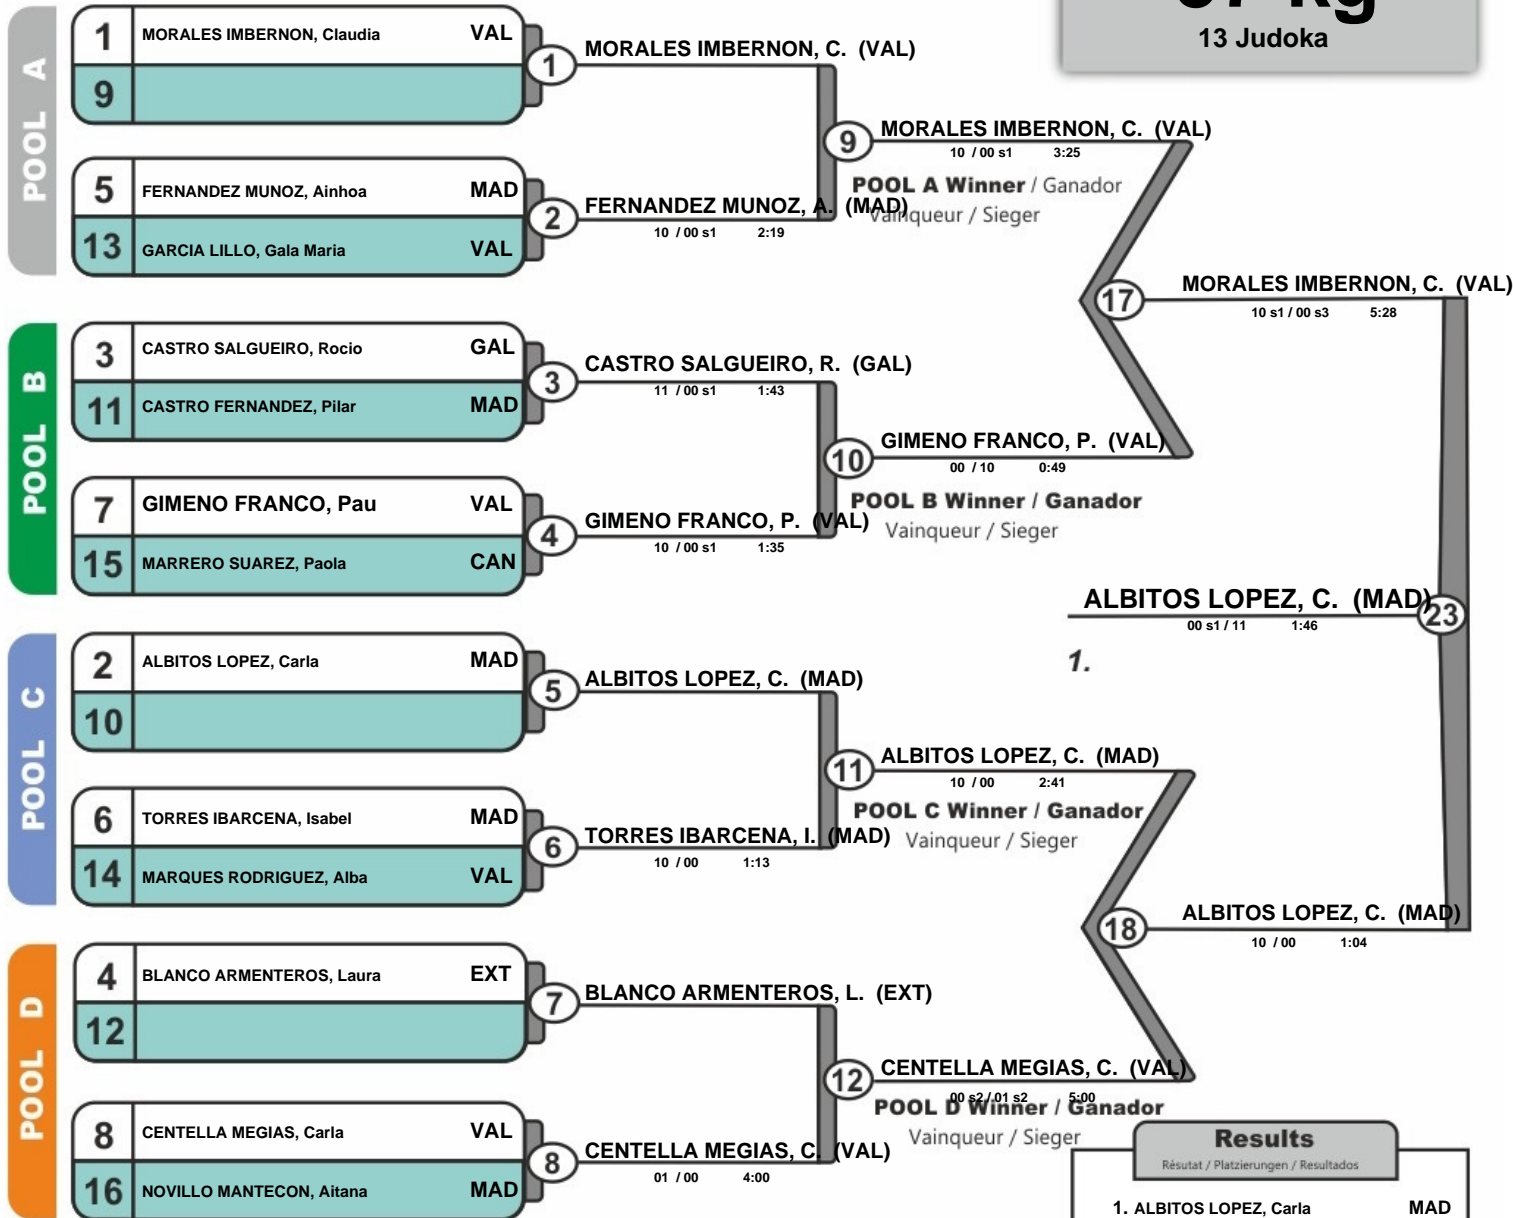 13 Judoka
POOL A
1 MORALES IMBERNON, Claudia VAL
9
5 FERNANDEZ MUNOZ, Ainhoa MAD
13 GARCIA LILLO, Gala Maria VAL
POOL B
3 CASTRO SALGUEIRO, Rocio GAL
11 CASTRO FERNANDEZ, Pilar MAD
7 GIMENO FRANCO, Pau VAL
15 MARRERO SUAREZ, Paola CAN
POOL C
2 ALBITOS LOPEZ, Carla MAD
10
6 TORRES IBARCENA, Isabel MAD
14 MARQUES RODRIGUEZ, Alba VAL
POOL D
4 BLANCO ARMENTEROS, Laura EXT
12
8 CENTELLA MEGIAS, Carla VAL
16 NOVILLO MANTECON, Aitana MAD
1 MORALES IMBERNON, C. (VAL)
2 FERNANDEZ MUNOZ, A. (MAD)
10 / 00 s1 2:19
3 CASTRO SALGUEIRO, R. (GAL)
11 / 00 s1 1:43
4 GIMENO FRANCO, P. (VAL)
10 / 00 s1 1:35
5 ALBITOS LOPEZ, C. (MAD)
6 TORRES IBARCENA, I. (MAD)
10 / 00 1:13
7 BLANCO ARMENTEROS, L. (EXT)
8 CENTELLA MEGIAS, C. (VAL)
01 / 00 4:00
9 MORALES IMBERNON, C. (VAL)
10 / 00 s1 3:25
POOL A Winner / Ganador
Vainqueur / Sieger
10 GIMENO FRANCO, P. (VAL)
00 / 10 0:49
POOL B Winner / Ganador
Vainqueur / Sieger
11 ALBITOS LOPEZ, C. (MAD)
10 / 00 2:41
POOL C Winner / Ganador
Vainqueur / Sieger
12 CENTELLA MEGIAS, C. (VAL)
00 s2 / 01 s2 5:00
POOL D Winner / Ganador
Vainqueur / Sieger
17 MORALES IMBERNON, C. (VAL)
10 s1 / 00 s3 5:28
18 ALBITOS LOPEZ, C. (MAD)
10 / 00 1:04
ALBITOS LOPEZ, C. (MAD) 23
00 s1 / 11 1:46
1.
Results
Résutat / Platzierungen / Resultados
1. ALBITOS LOPEZ, Carla MAD